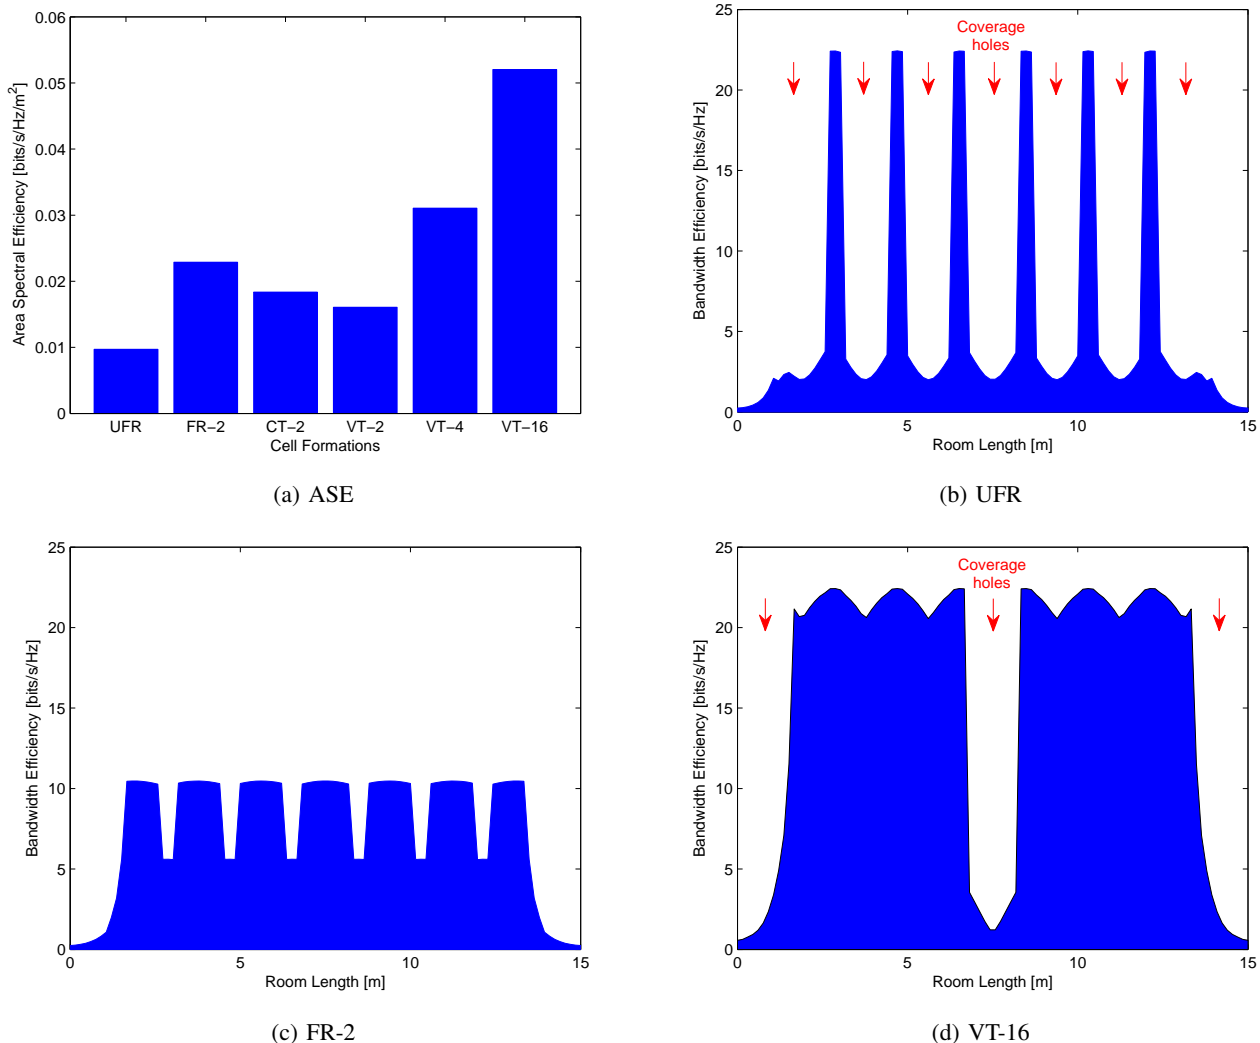 0.06
0.05
0.04
0.03
0.02
0.01
0
Area Spectral Efficiency [bits/s/Hz/m²]
UFR FR−2 CT−2 VT−2 VT−4 VT−16
Cell Formations
(a) ASE
25
20
15
10
5
0
Bandwidth Efficiency [bits/s/Hz]
Coverage
holes
0 5 10 15
Room Length [m]
(b) UFR
25
20
15
10
5
0
Bandwidth Efficiency [bits/s/Hz]
0 5 10 15
Room Length [m]
(c) FR-2
25
20
15
10
5
0
Bandwidth Efficiency [bits/s/Hz]
Coverage
holes
0 5 10 15
Room Length [m]
(d) VT-16